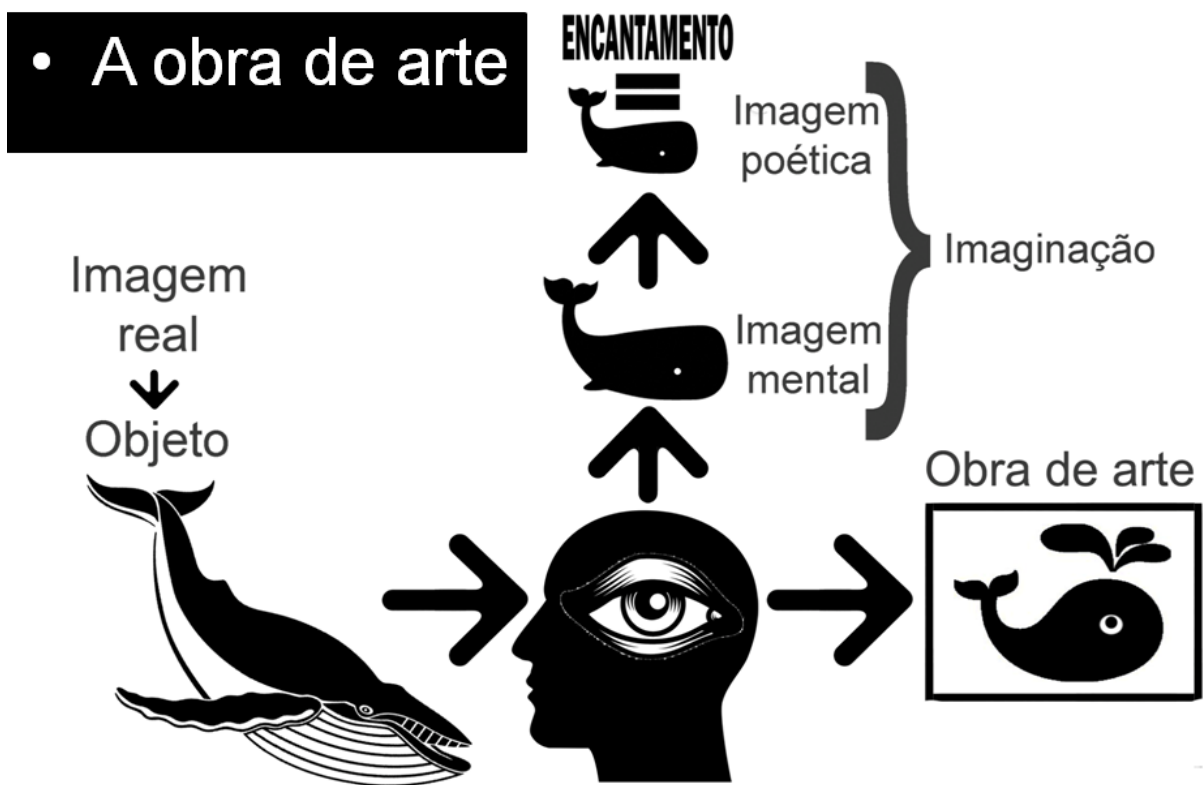 • A obra de arte
ENCANTAMENTO
=
Imagem
poética
Imaginação
Imagem
real
Imagem
mental
Objeto
Obra de arte